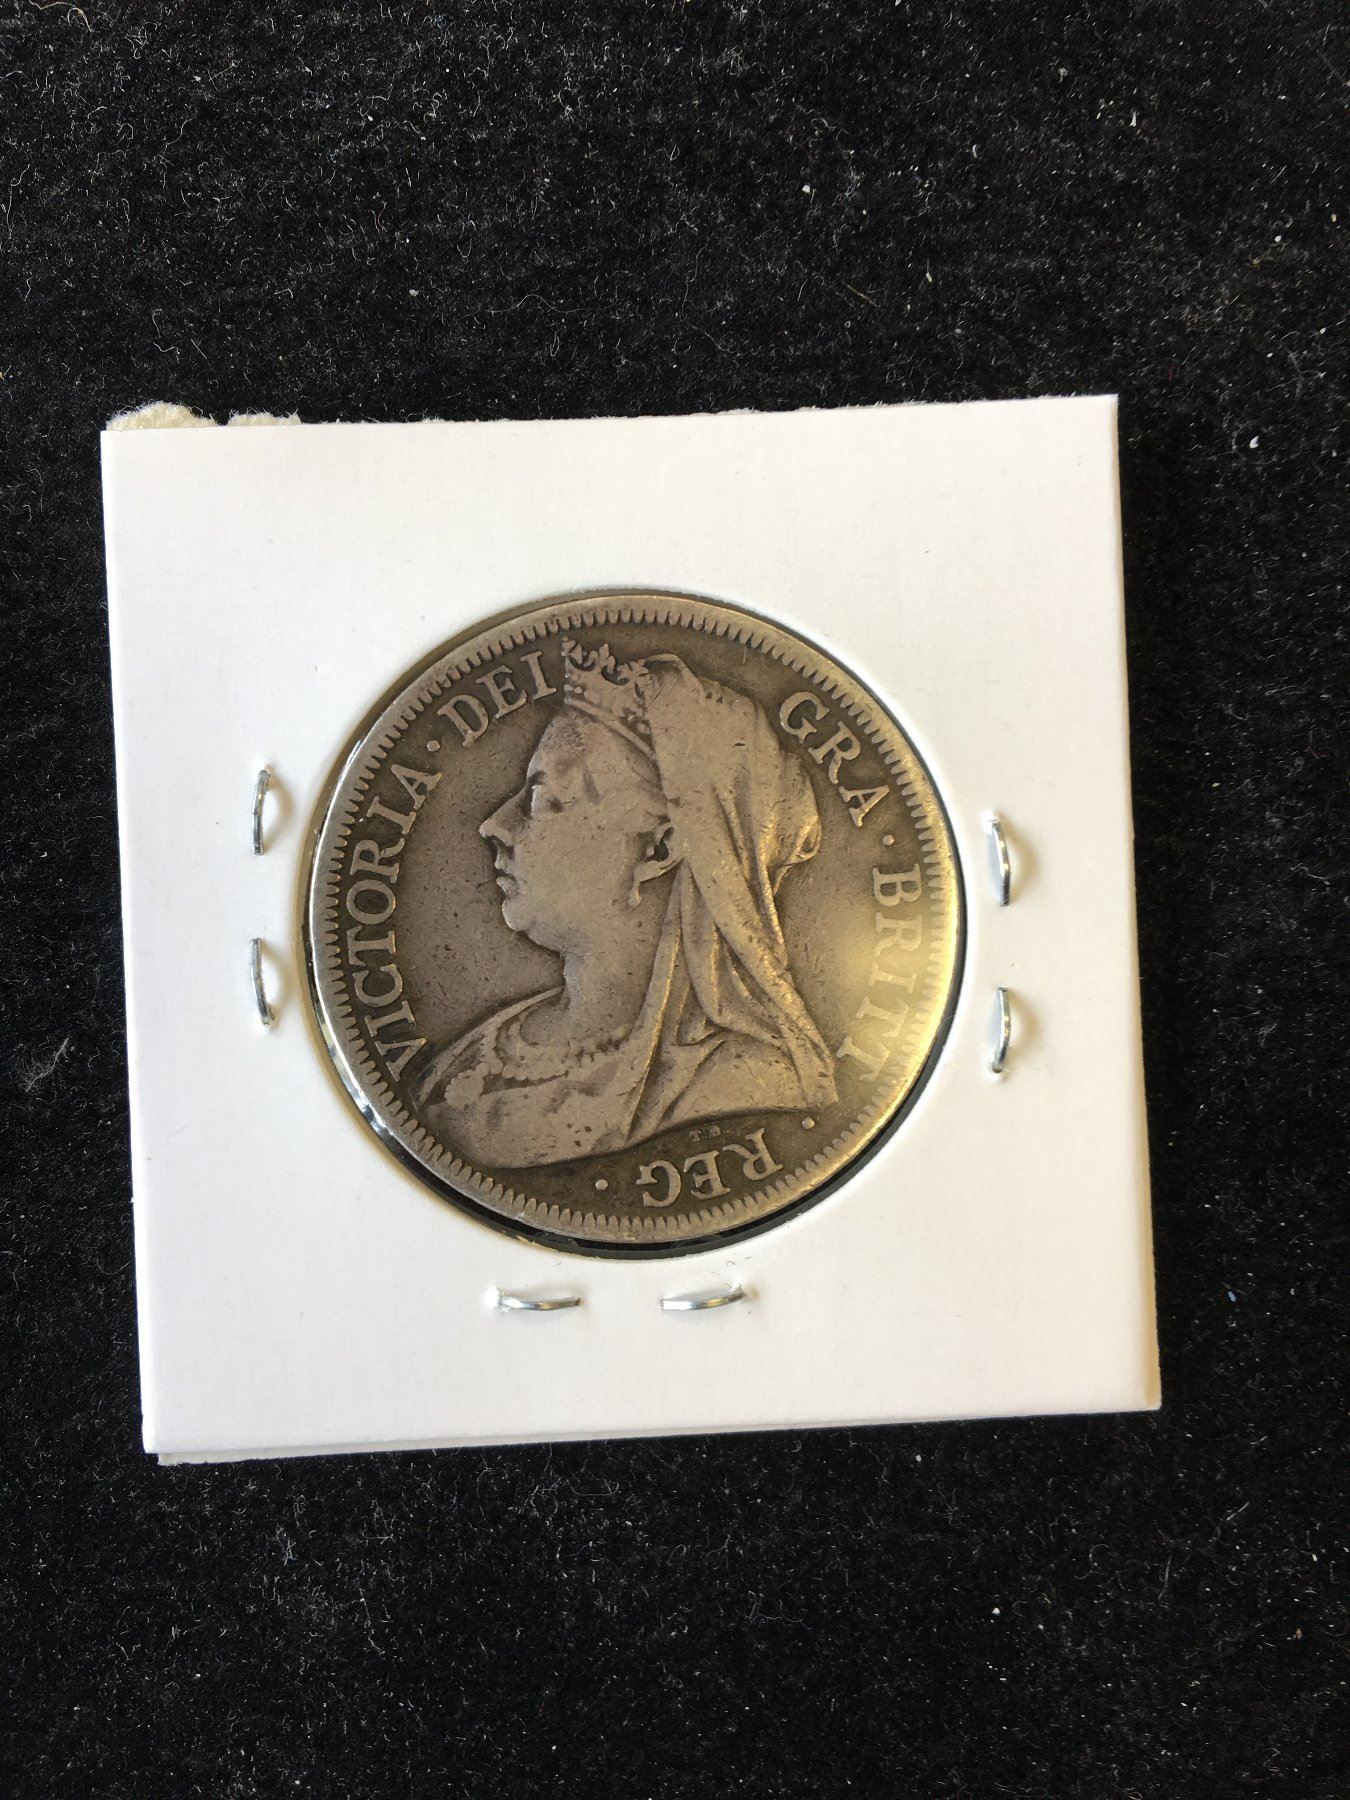 VICTORIA · DEI GRA · BRITT · REG ·
T.B.